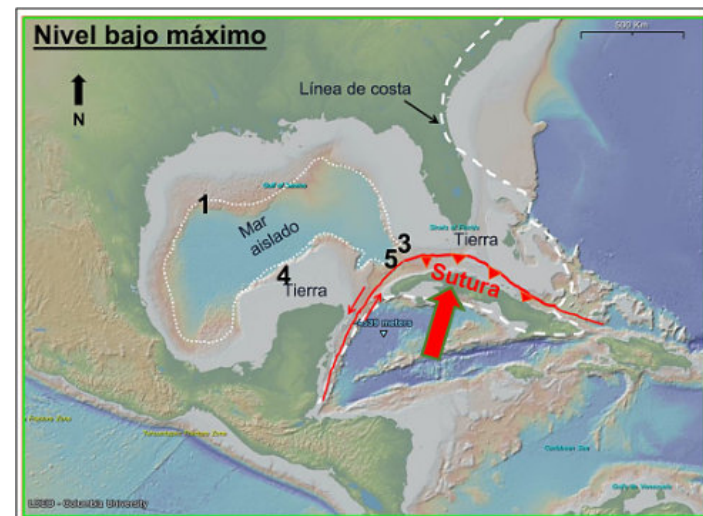 Nivel bajo máximo
500 Km
N
Línea de costa
1
Gulf of Mexico
Mar
aislado
3
5
Straits of Florida
Tierra
4
Tierra
Sutura
meters
Caribbean Sea
LDEO - Columbia University